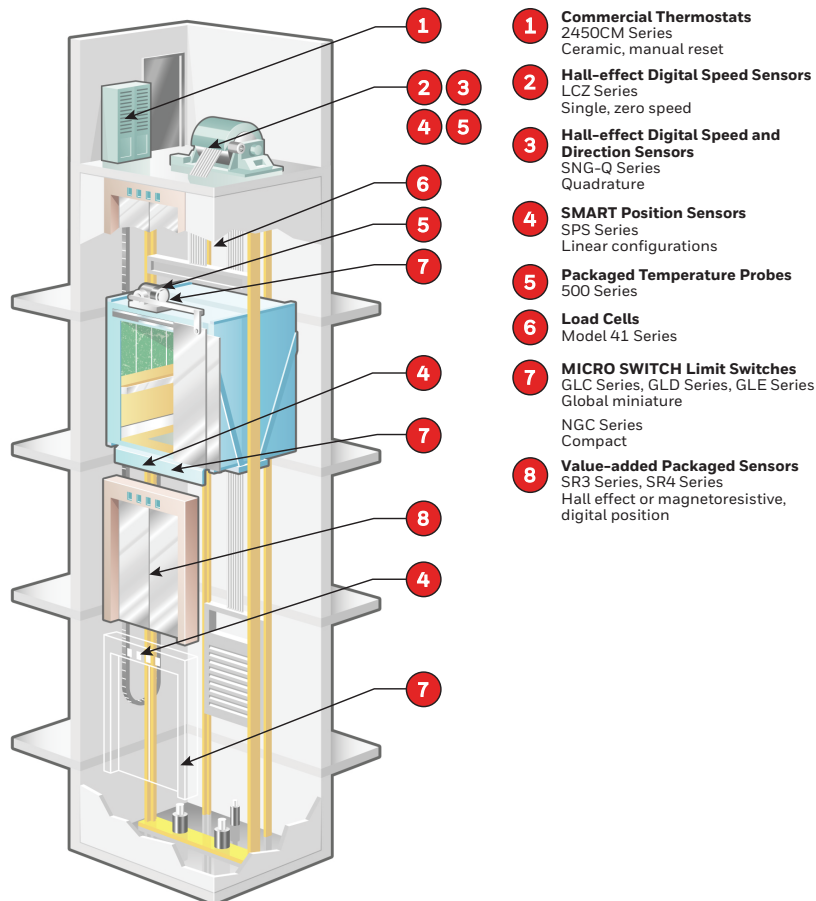 1
2 3
4 5
6
5
7
4
7
8
4
7
1 Commercial Thermostats
2450CM Series
Ceramic, manual reset
2 Hall-effect Digital Speed Sensors
LCZ Series
Single, zero speed
3 Hall-effect Digital Speed and
Direction Sensors
SNG-Q Series
Quadrature
4 SMART Position Sensors
SPS Series
Linear configurations
5 Packaged Temperature Probes
500 Series
6 Load Cells
Model 41 Series
7 MICRO SWITCH Limit Switches
GLC Series, GLD Series, GLE Series
Global miniature
NGC Series
Compact
8 Value-added Packaged Sensors
SR3 Series, SR4 Series
Hall effect or magnetoresistive,
digital position